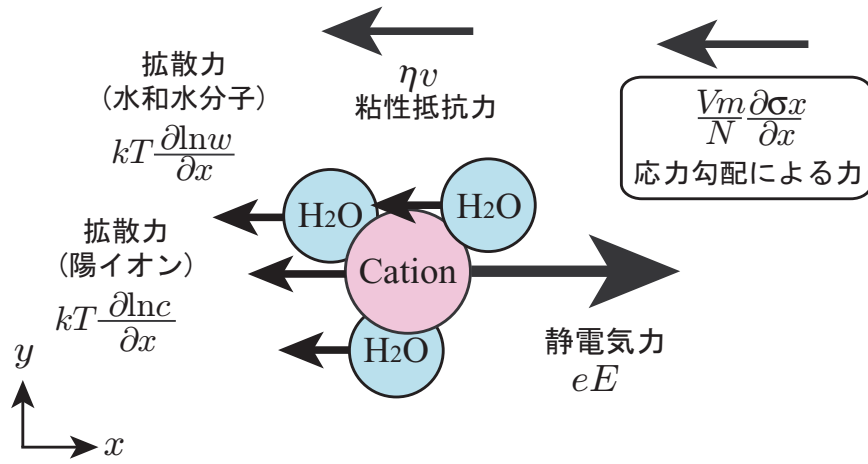 拡散力
(水和水分子)
kT ∂lnw/∂x
ηv
粘性抵抗力
Vm/N ∂σx/∂x
応力勾配による力
H2O
H2O
拡散力
(陽イオン)
kT ∂lnc/∂x
Cation
H2O
静電気力
eE
y
x